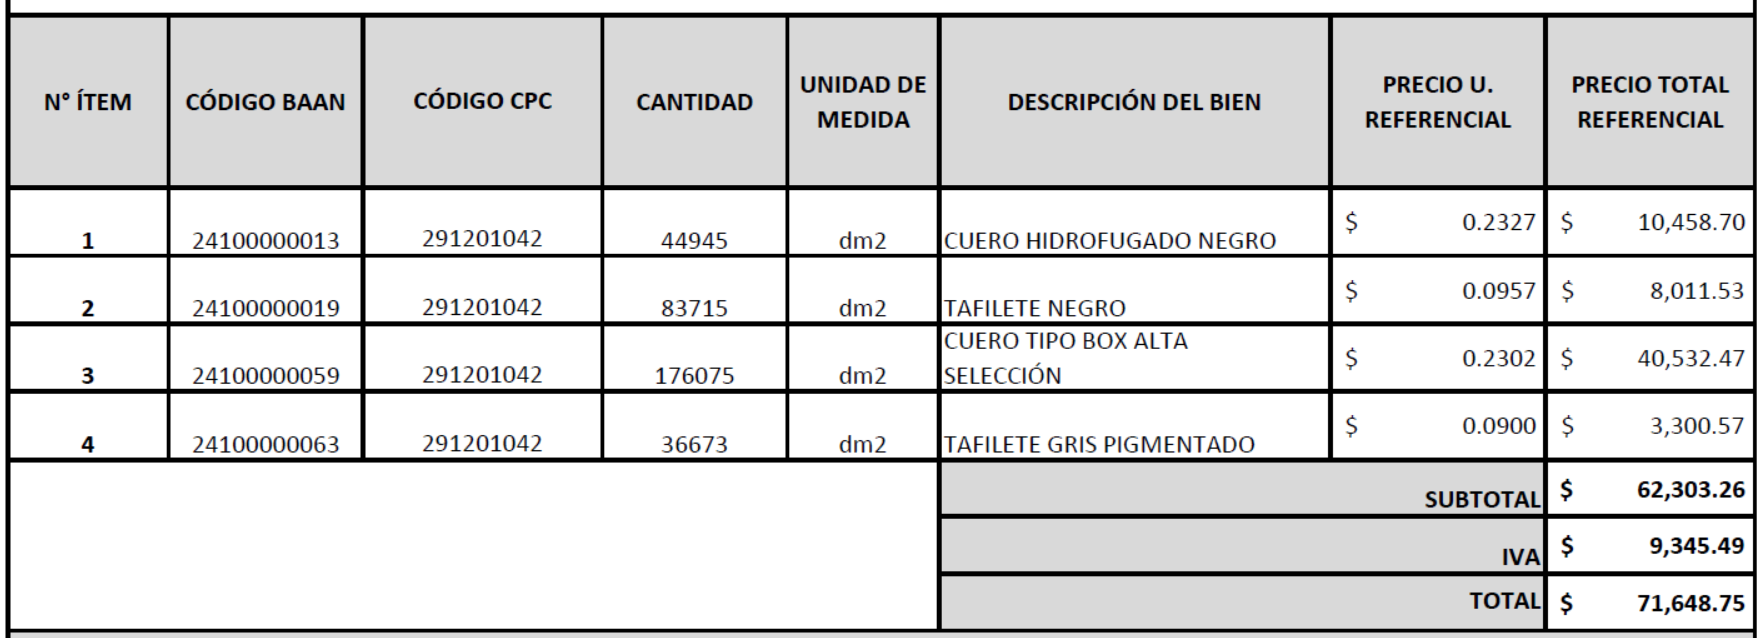 N° ÍTEM CÓDIGO BAAN CÓDIGO CPC CANTIDAD UNIDAD DE MEDIDA DESCRIPCIÓN DEL BIEN PRECIO U. REFERENCIAL PRECIO TOTAL REFERENCIAL
1 24100000013 291201042 44945 dm2 CUERO HIDROFUGADO NEGRO $ 0.2327 $ 10,458.70
2 24100000019 291201042 83715 dm2 TAFILETE NEGRO $ 0.0957 $ 8,011.53
3 24100000059 291201042 176075 dm2 CUERO TIPO BOX ALTA SELECCIÓN $ 0.2302 $ 40,532.47
4 24100000063 291201042 36673 dm2 TAFILETE GRIS PIGMENTADO $ 0.0900 $ 3,300.57
SUBTOTAL $ 62,303.26
IVA $ 9,345.49
TOTAL $ 71,648.75